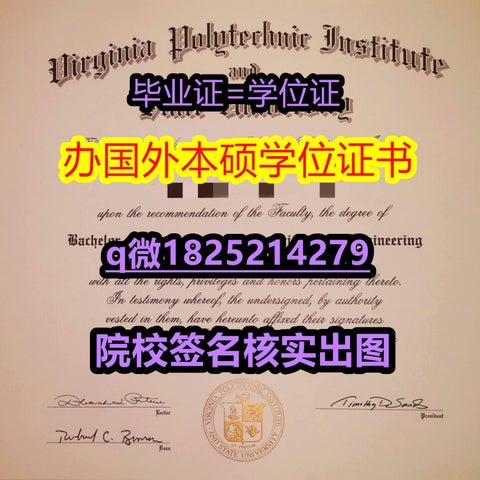 Virginia Polytechnic Institute
and
毕业证=学位证
办国外本硕学位证书
upon the recommendation of the Faculty, the degree of
Bachelor
q微1825214279
with all the rights, privileges and honors pertaining thereto.
In testimony whereof, the undersigned, by authority
vested in them, have hereunto affixed their signatures
院校签名核实出图
Rector
President
Dean